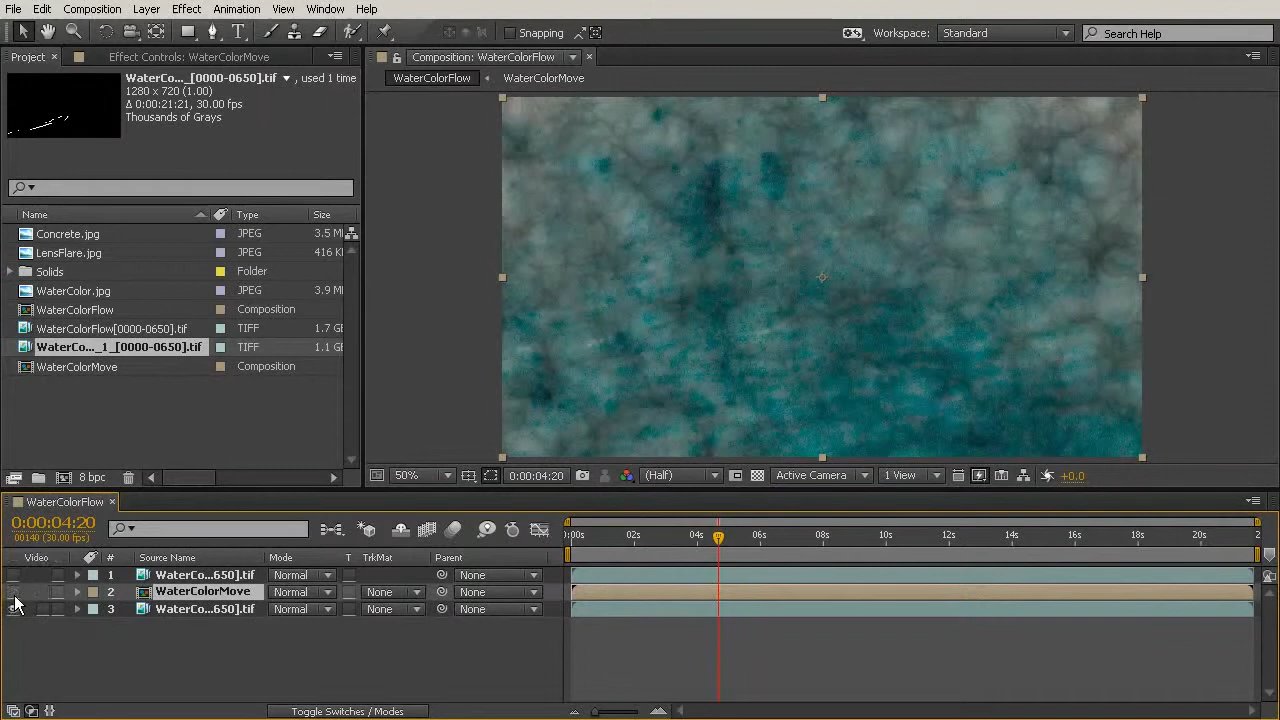 File Edit Composition Layer Effect Animation View Window Help
Snapping Workspace: Standard Search Help
Project × Effect Controls: WaterColorMove Composition: WaterColorFlow ×
WaterCo..._[0000-0650].tif ▼ , used 1 time
1280 x 720 (1.00)
Δ 0:00:21:21, 30.00 fps
Thousands of Grays
WaterColorFlow WaterColorMove
Name Type Size
Concrete.jpg JPEG 3.5 M
LensFlare.jpg JPEG 416 K
Solids Folder
WaterColor.jpg JPEG 3.9 M
WaterColorFlow Composition
WaterColorFlow[0000-0650].tif TIFF 1.7 GE
WaterCo..._1_[0000-0650].tif TIFF 1.1 GE
WaterColorMove Composition
8 bpc
50% 0:00:04:20 (Half) Active Camera 1 View +0.0
WaterColorFlow ×
0:00:04:20
00140 (30.00 fps)
):00s 02s 04s 06s 08s 10s 12s 14s 16s 18s 20s 2
Video # Source Name Mode T TrkMat Parent
1 WaterCo...650].tif Normal None
2 WaterColorMove Normal None None
3 WaterCo...650].tif Normal None None
Toggle Switches / Modes